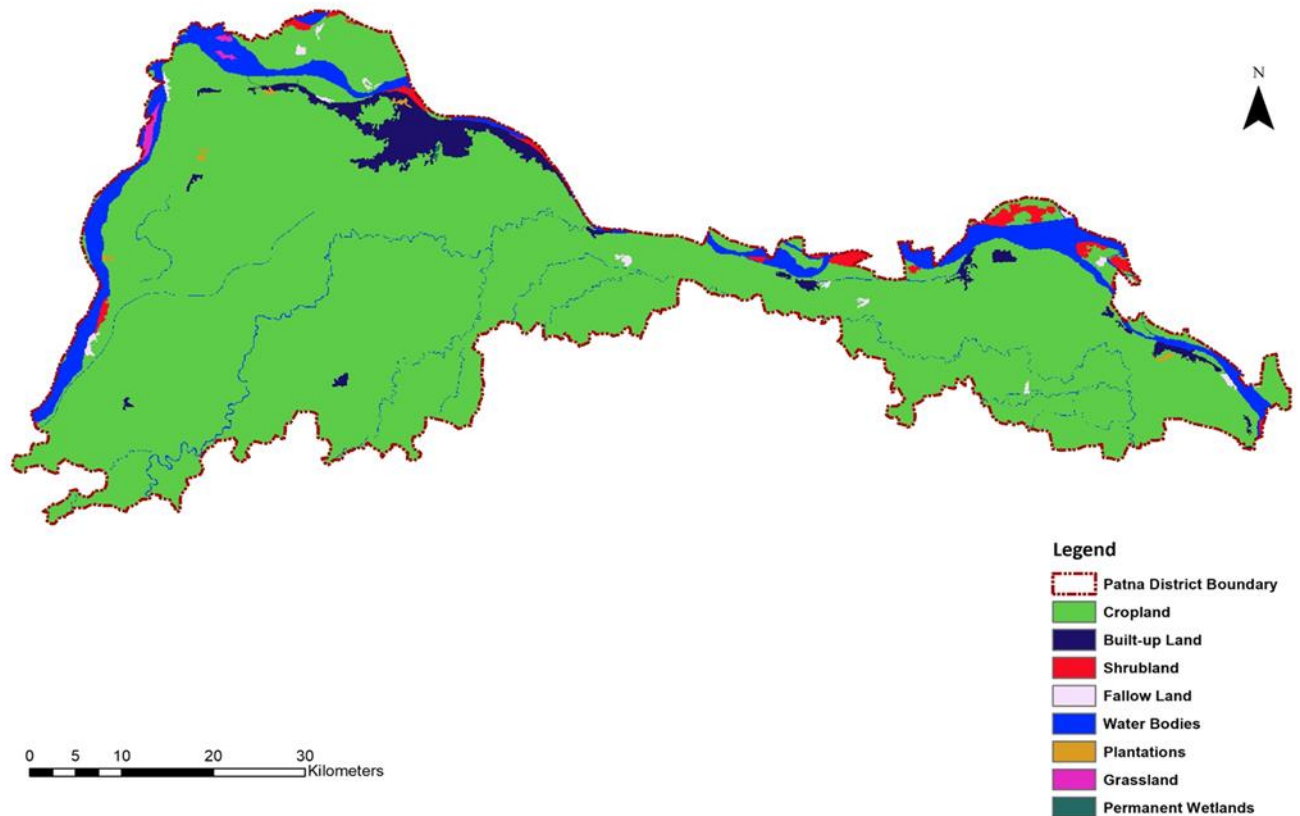 N
Legend
Patna District Boundary
Cropland
Built-up Land
Shrubland
Fallow Land
Water Bodies
Plantations
Grassland
Permanent Wetlands
0 5 10 20 30
Kilometers